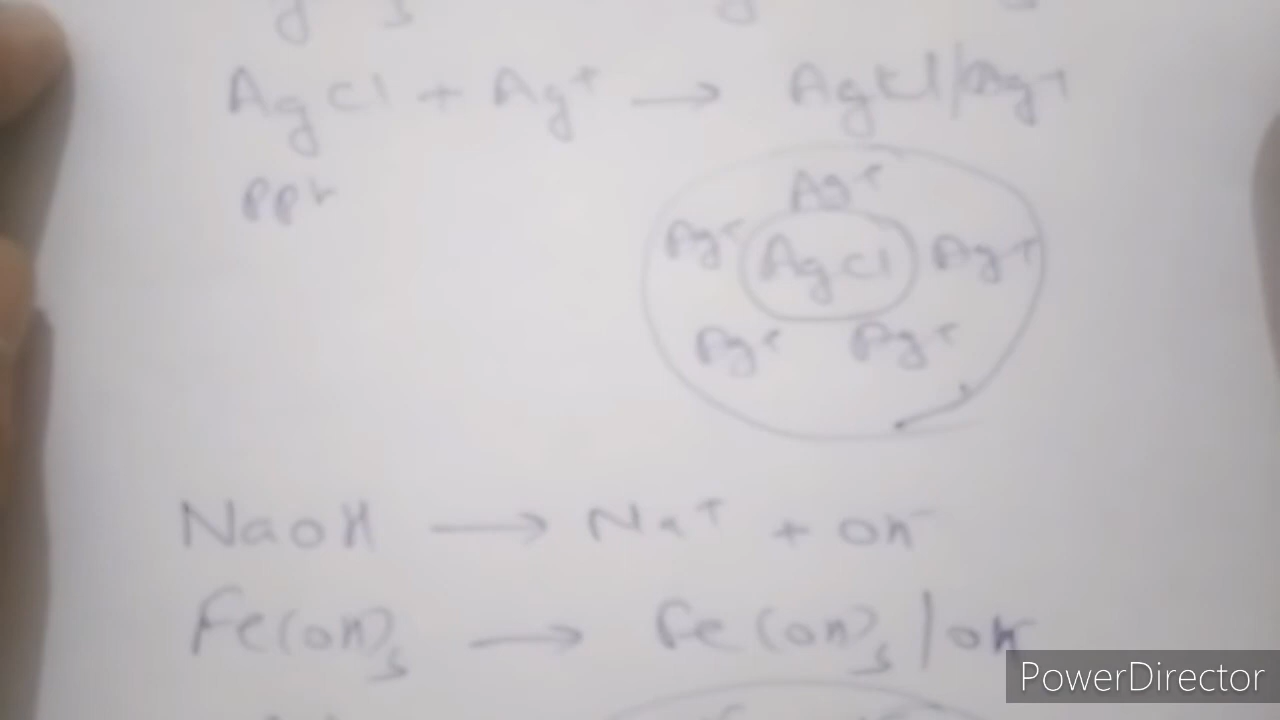 AgCl + Ag+ → AgCl/Ag+
ppt
Ag+
Ag+ AgCl Ag+
Ag+ Ag+
NaOH → Na+ + OH-
Fe(OH)3 → Fe(OH)3 / OH-
PowerDirector